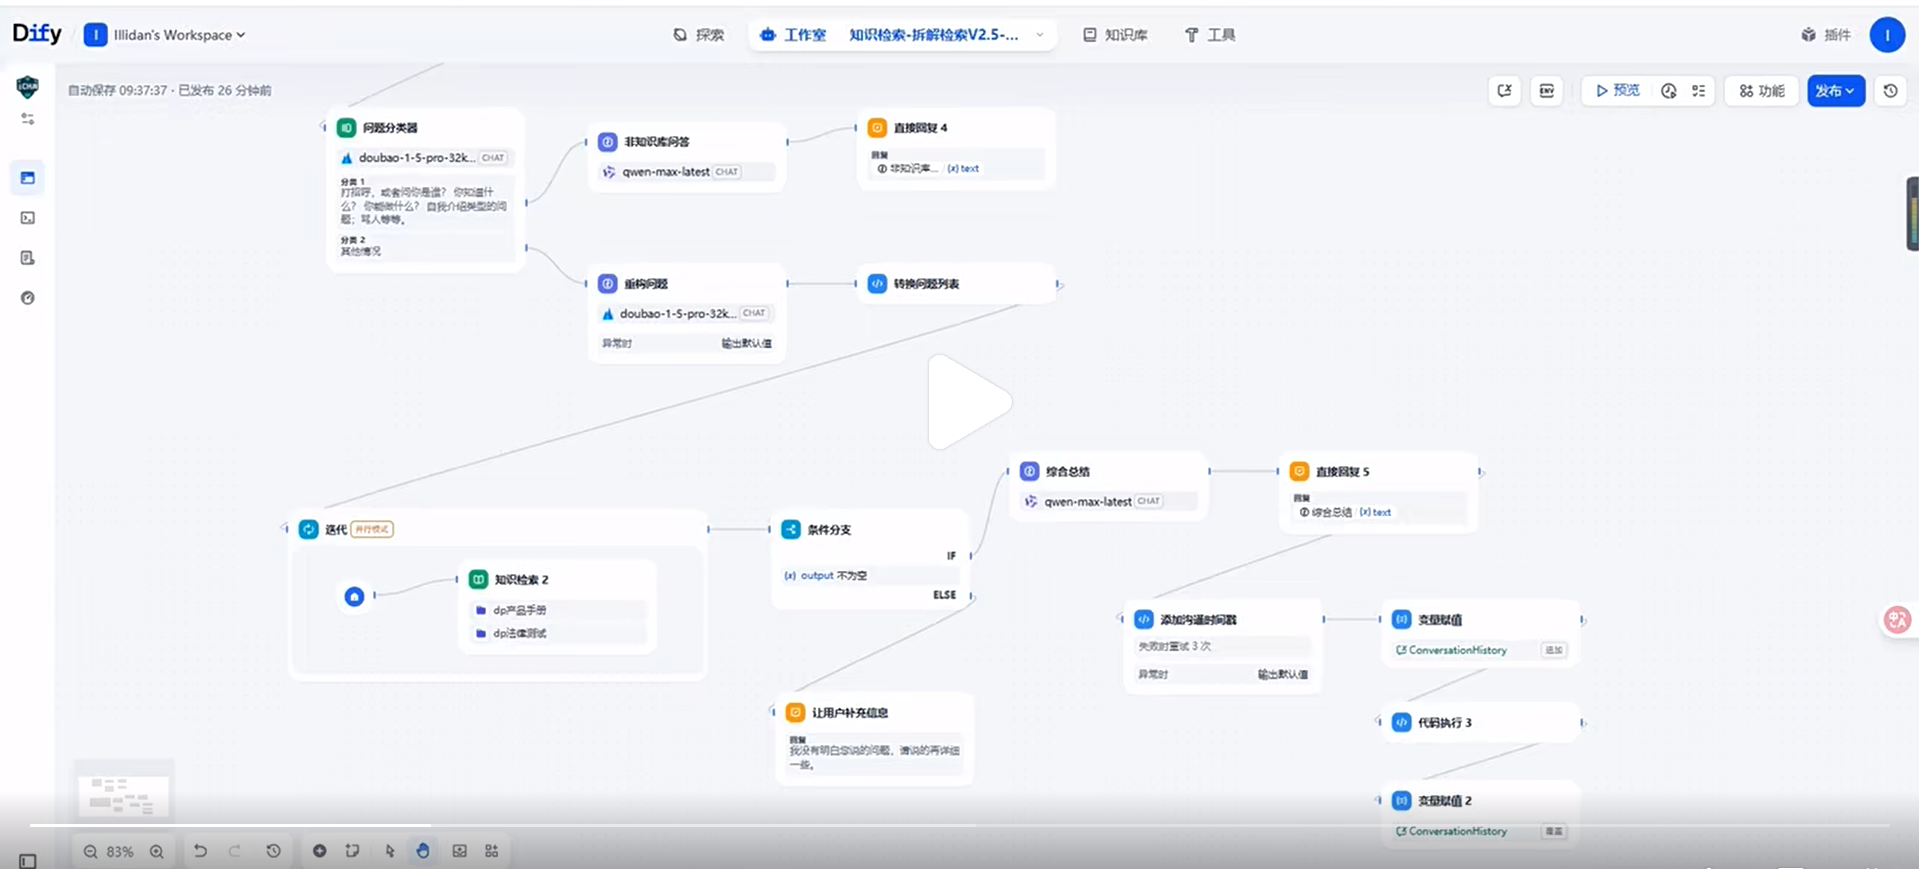 Dify
I
Illidan's Workspace
探索
工作室
知识检索-拆解检索V2.5-...
知识库
工具
插件
I
自动保存 09:37:37 · 已发布 26 分钟前
ENV
预览
功能
发布
问题分类器
doubao-1-5-pro-32k... CHAT
分类 1
打招呼，或者问你是谁？你知道什
么？你能做什么？自我介绍类型的问
题；骂人等等。
分类 2
其他情况
非知识库问答
qwen-max-latest CHAT
直接回复 4
回复
非知识库... / (x) text
重构问题
doubao-1-5-pro-32k... CHAT
异常时 输出默认值
转换问题列表
迭代 并行模式
知识检索 2
dp产品手册
dp法律测试
条件分支
IF
(x) output 不为空
ELSE
综合总结
qwen-max-latest CHAT
直接回复 5
回复
综合总结 / (x) text
让用户补充信息
回复
我没有明白您说的问题，请说的再详细
一些。
添加沟通时间戳
失败时重试 3 次
异常时 输出默认值
变量赋值
ConversationHistory 追加
代码执行 3
变量赋值 2
ConversationHistory 覆盖
83%